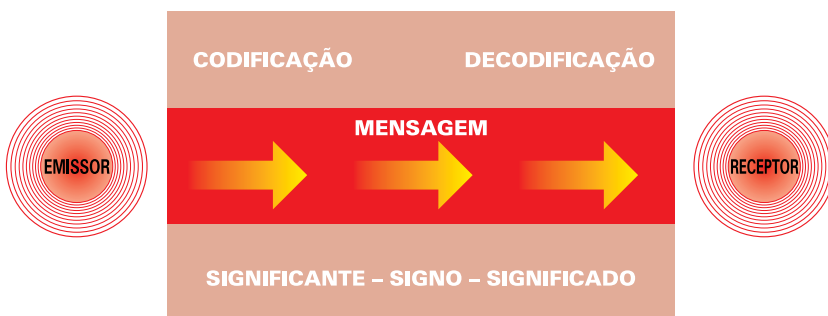 CODIFICAÇÃO DECODIFICAÇÃO
MENSAGEM
EMISSOR
RECEPTOR
SIGNIFICANTE – SIGNO – SIGNIFICADO